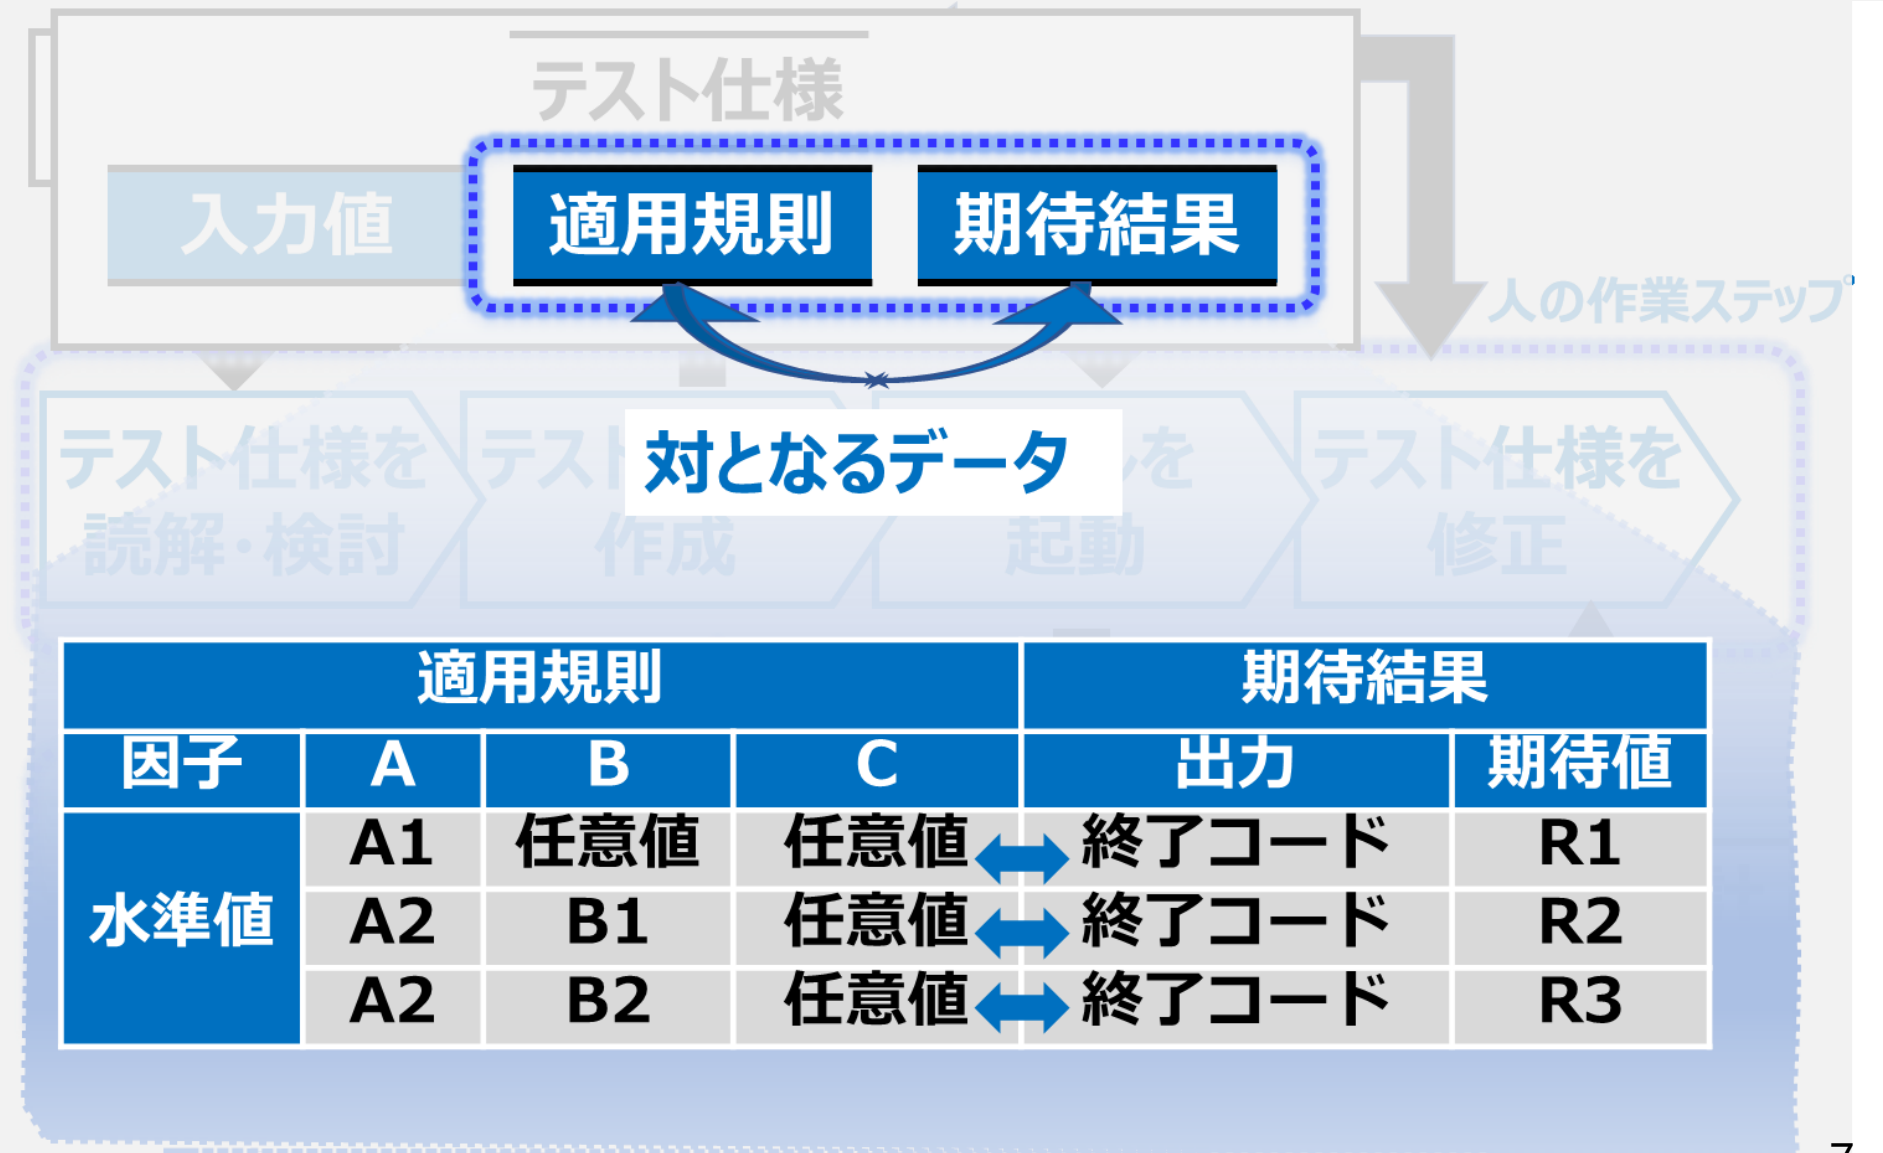 テスト仕様
入力値 適用規則 期待結果
人の作業ステップ
対となるデータ
テスト仕様を
読解・検討
テス
作成
を
起動
テスト仕様を
修正
適用規則 期待結果
因子 A B C 出力 期待値
水準値 A1 任意値 任意値 終了コード R1
A2 B1 任意値 終了コード R2
A2 B2 任意値 終了コード R3